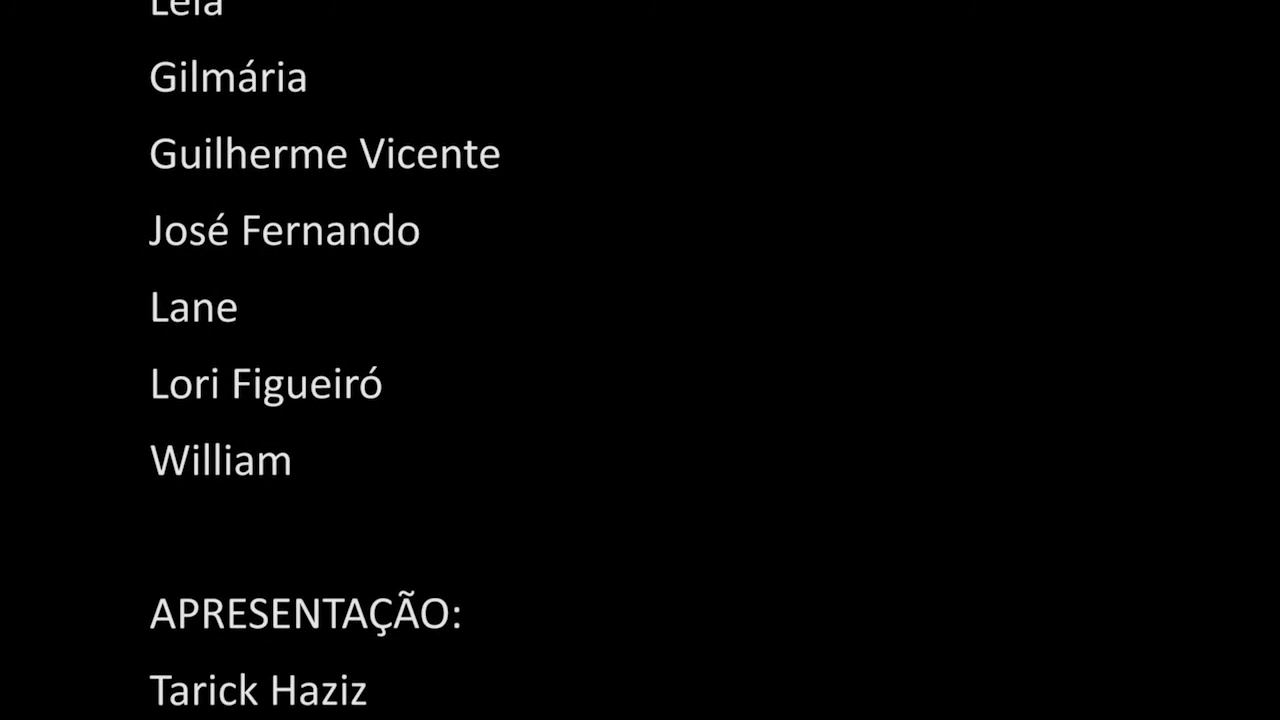 Gilmária
Guilherme Vicente
José Fernando
Lane
Lori Figueiró
William
APRESENTAÇÃO:
Tarick Haziz